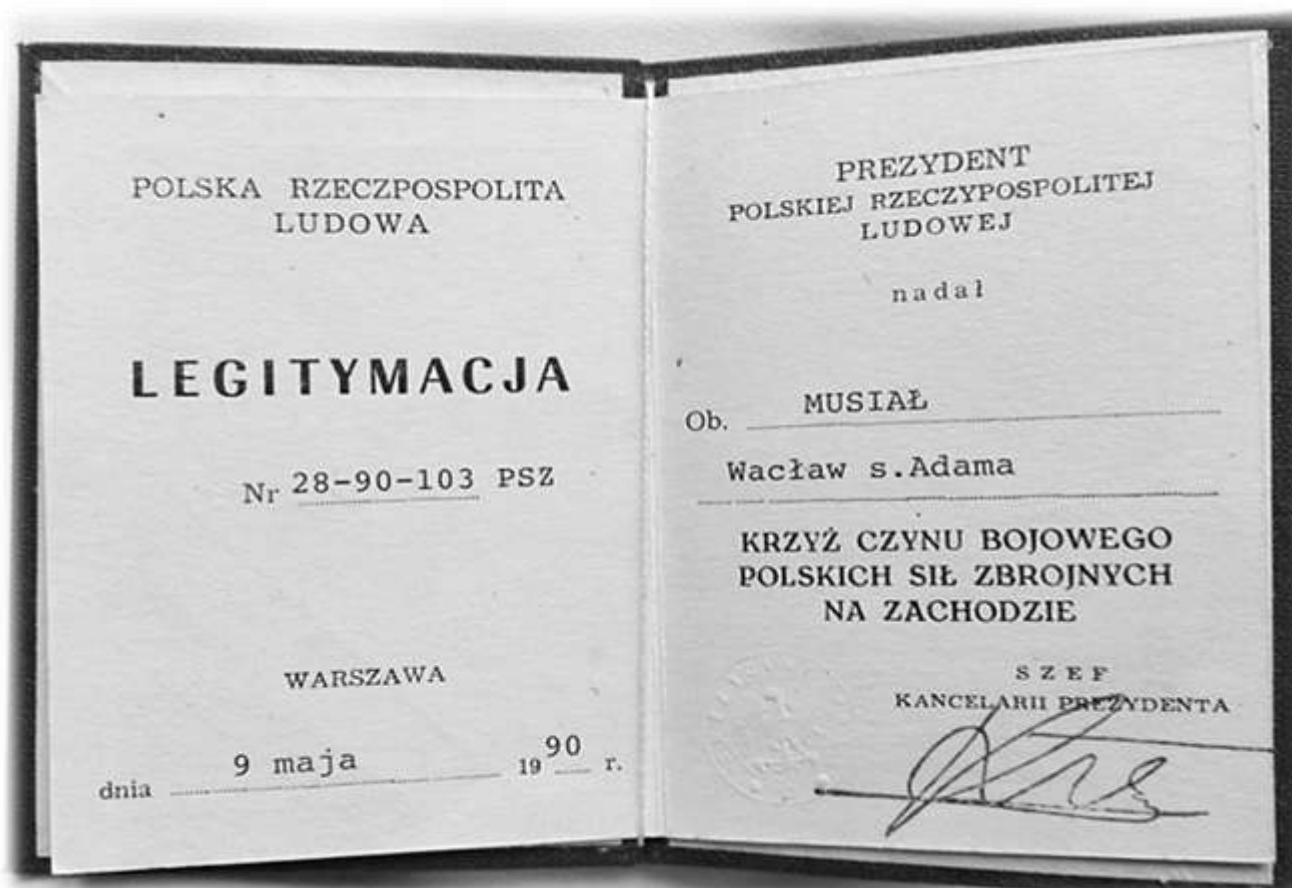 POLSKA RZECZPOSPOLITA
LUDOWA
LEGITYMACJA
Nr 28-90-103 PSZ
WARSZAWA
dnia 9 maja 1990 r.
PREZYDENT
POLSKIEJ RZECZYPOSPOLITEJ
LUDOWEJ
nadał
Ob. MUSIAŁ
Wacław s.Adama
KRZYŻ CZYNU BOJOWEGO
POLSKICH SIŁ ZBROJNYCH
NA ZACHODZIE
SZEF
KANCELARII PREZYDENTA